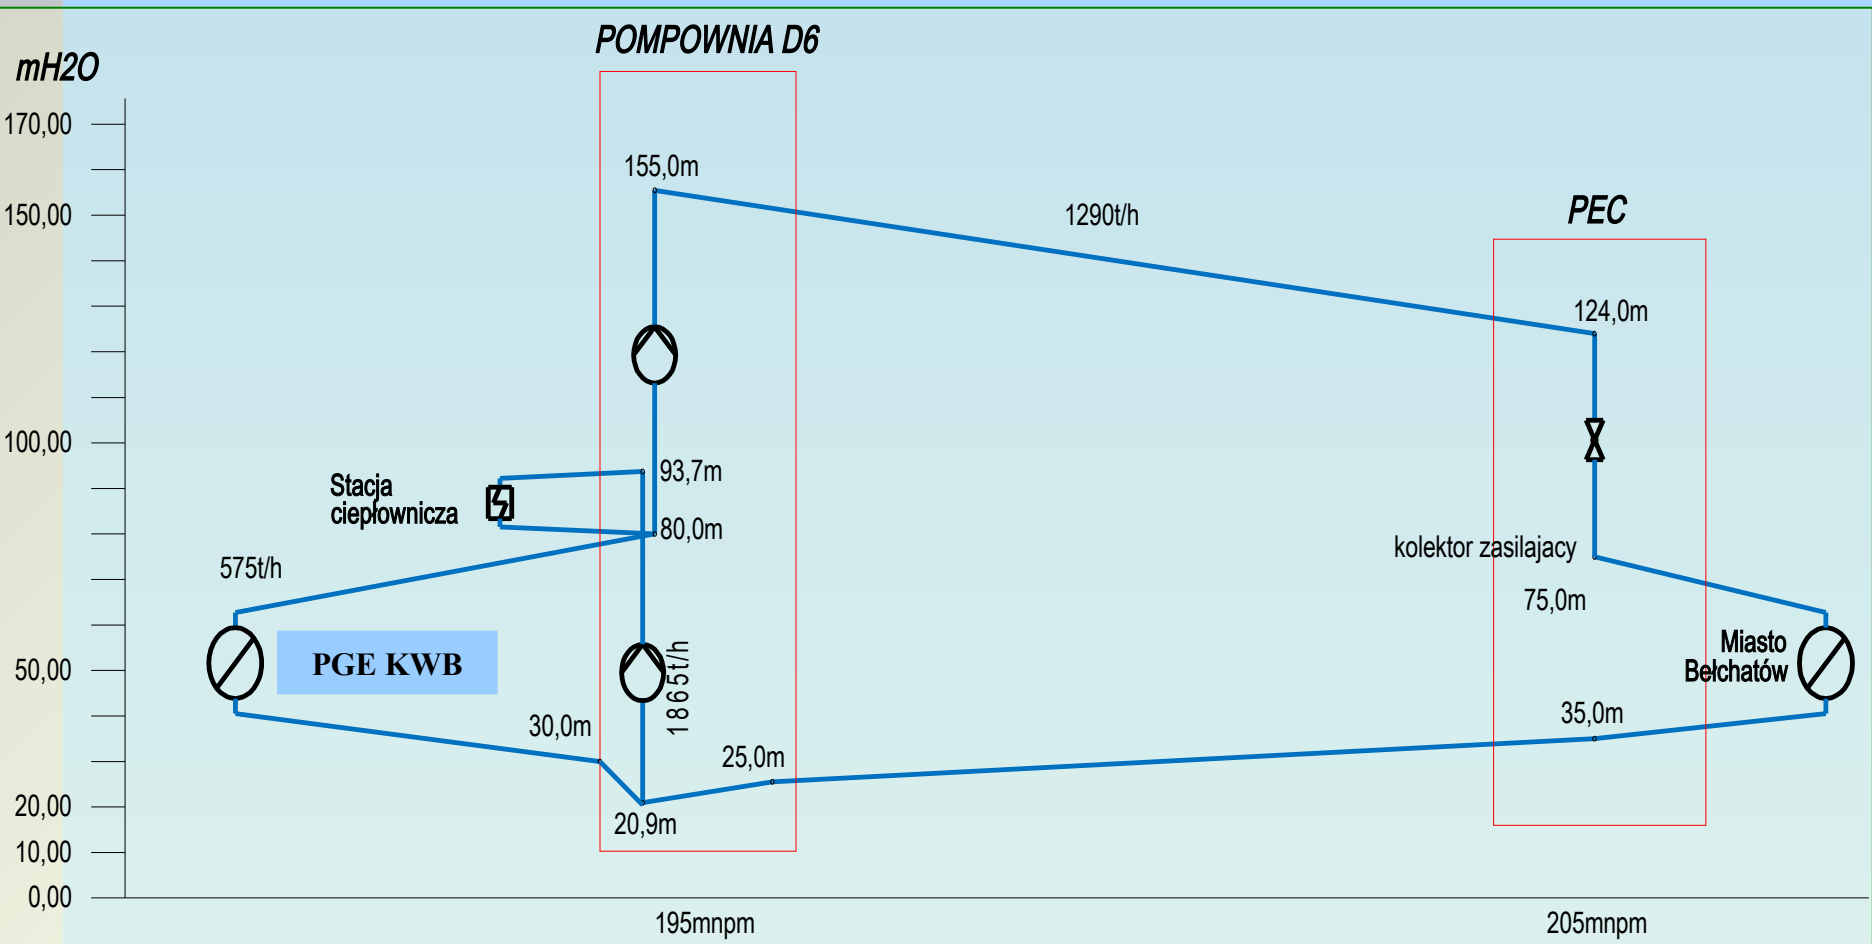 POMPOWNIA D6
mH2O
170,00
155,0m
150,00
1290t/h
PEC
124,0m
100,00
93,7m
Stacja
ciepłownicza
80,0m
kolektor zasilajacy
575t/h
75,0m
PGE KWB
1865t/h
Miasto
Bełchatów
50,00
30,0m
35,0m
25,0m
20,00
20,9m
10,00
0,00
195mnpm
205mnpm